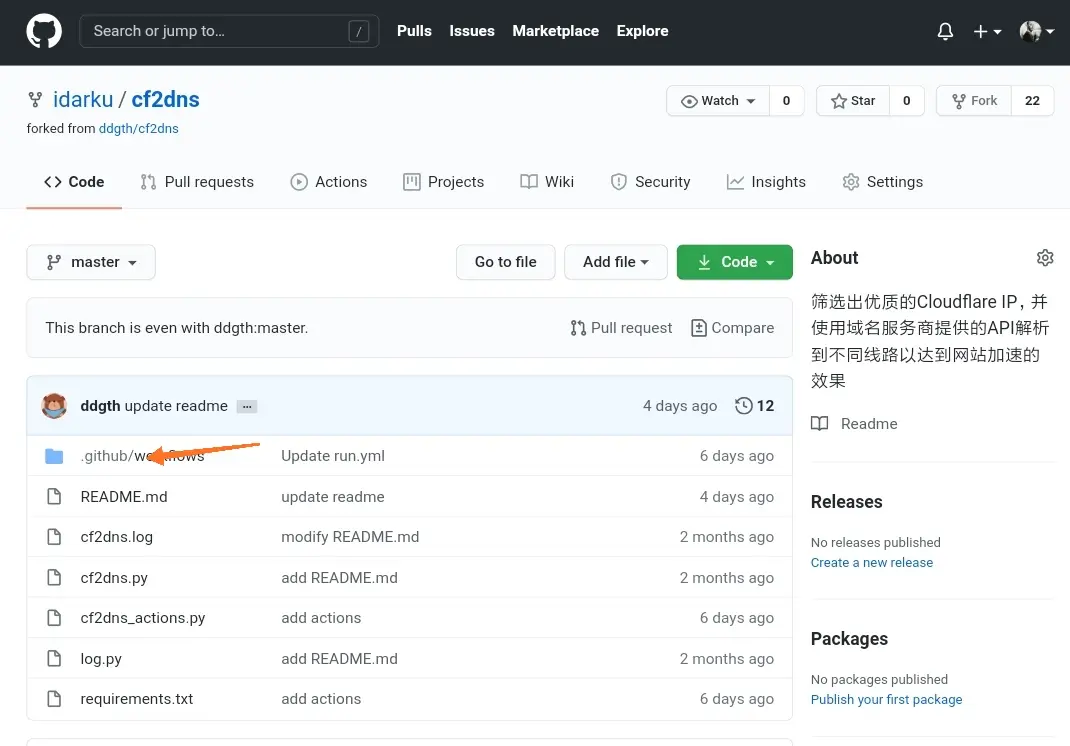 Search or jump to… / Pulls Issues Marketplace Explore
idarku / cf2dns Watch 0 Star 0 Fork 22
forked from ddgth/cf2dns
Code Pull requests Actions Projects Wiki Security Insights Settings
master Go to file Add file Code
This branch is even with ddgth:master. Pull request Compare
ddgth update readme ... 4 days ago 12
.github/workflows Update run.yml 6 days ago
README.md update readme 4 days ago
cf2dns.log modify README.md 2 months ago
cf2dns.py add README.md 2 months ago
cf2dns_actions.py add actions 6 days ago
log.py add README.md 2 months ago
requirements.txt add actions 6 days ago
About
筛选出优质的Cloudflare IP，并
使用域名服务商提供的API解析
到不同线路以达到网站加速的
效果
Readme
Releases
No releases published
Create a new release
Packages
No packages published
Publish your first package